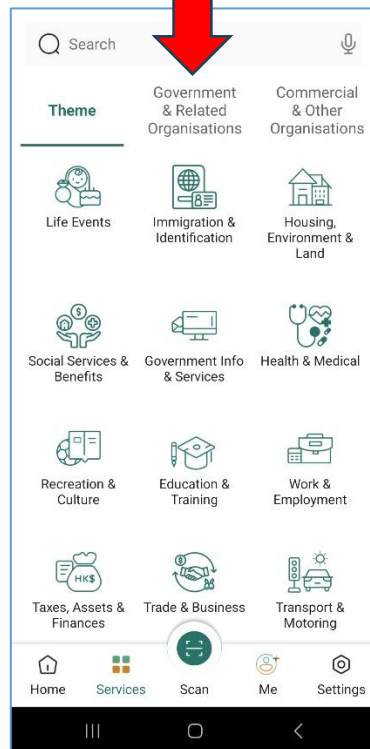 Search
Theme
Government
& Related
Organisations
Commercial
& Other
Organisations
Life Events
Immigration &
Identification
Housing,
Environment &
Land
Social Services &
Benefits
Government Info
& Services
Health & Medical
Recreation &
Culture
Education &
Training
Work &
Employment
HK$
Taxes, Assets &
Finances
Trade & Business
Transport &
Motoring
Home
Services
Scan
Me
Settings